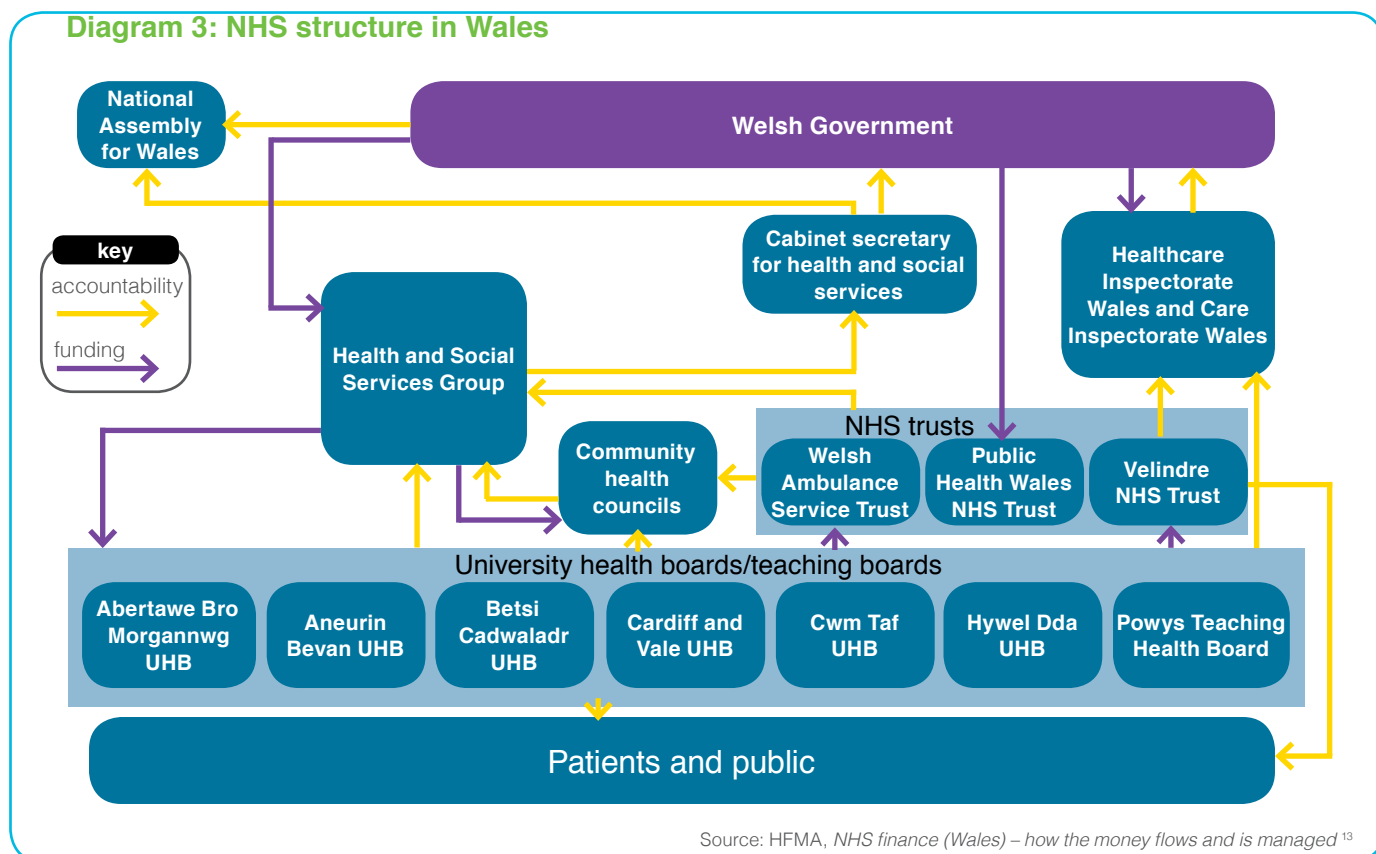 Diagram 3: NHS structure in Wales
National
Assembly
for Wales
Welsh Government
key
accountability
funding
Cabinet secretary
for health and social
services
Healthcare
Inspectorate
Wales and Care
Inspectorate Wales
Health and Social
Services Group
Community
health
councils
NHS trusts
Welsh
Ambulance
Service Trust
Public
Health Wales
NHS Trust
Velindre
NHS Trust
University health boards/teaching boards
Abertawe Bro
Morgannwg
UHB
Aneurin
Bevan UHB
Betsi
Cadwaladr
UHB
Cardiff and
Vale UHB
Cwm Taf
UHB
Hywel Dda
UHB
Powys Teaching
Health Board
Patients and public
Source: HFMA, NHS finance (Wales) – how the money flows and is managed 13